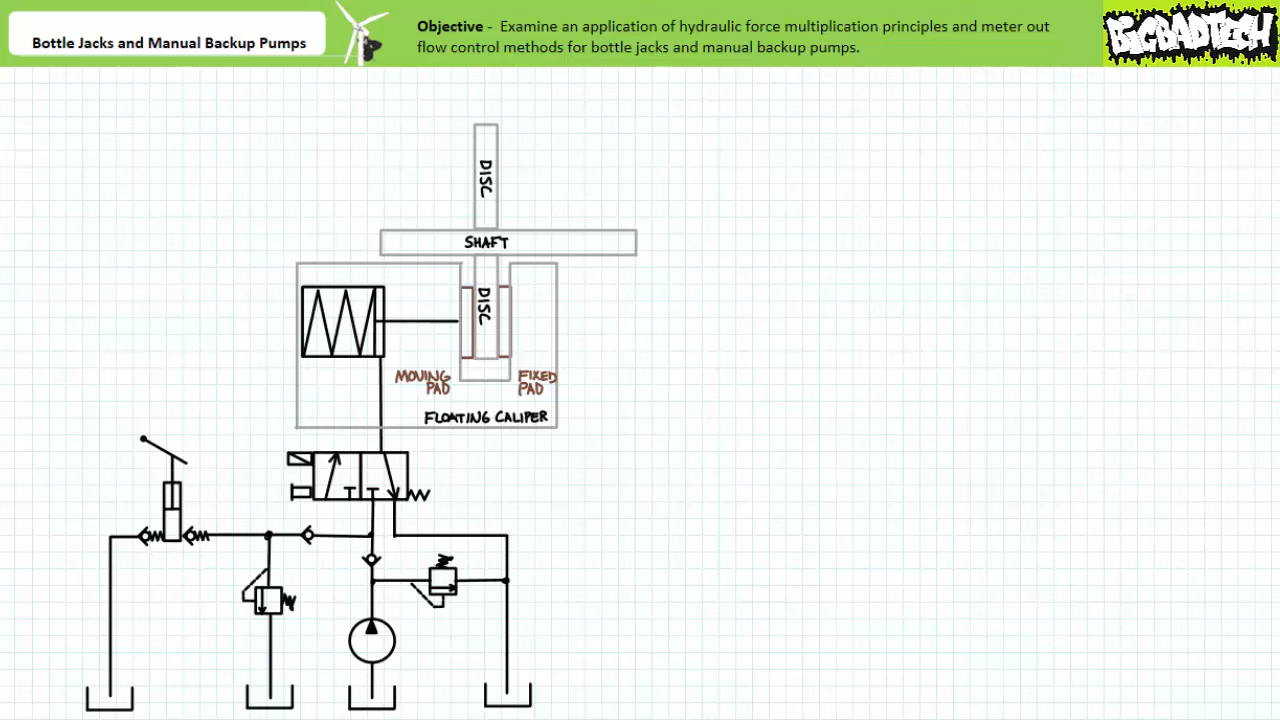 Bottle Jacks and Manual Backup Pumps
Objective - Examine an application of hydraulic force multiplication principles and meter out
flow control methods for bottle jacks and manual backup pumps.
BIGBADTECH
DISC
SHAFT
DISC
MOVING
PAD
FIXED
PAD
FLOATING CALIPER